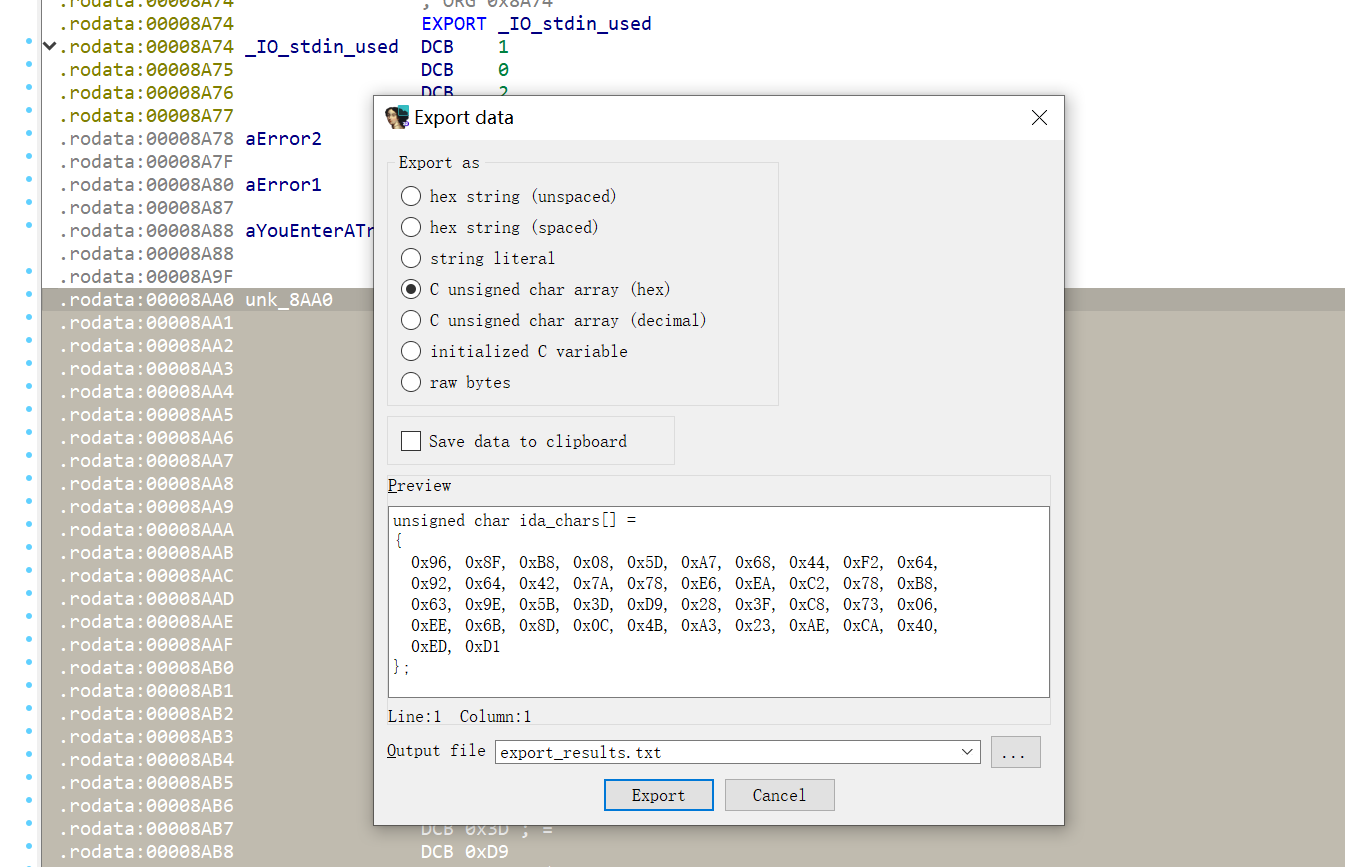 .rodata:00008A74 ; ORG 0x8A74
.rodata:00008A74 EXPORT _IO_stdin_used
.rodata:00008A74 _IO_stdin_used DCB 1
.rodata:00008A75 DCB 0
.rodata:00008A76 DCB 2
.rodata:00008A77
.rodata:00008A78 aError2
.rodata:00008A7F
.rodata:00008A80 aError1
.rodata:00008A87
.rodata:00008A88 aYouEnterATr
.rodata:00008A88
.rodata:00008A9F
.rodata:00008AA0 unk_8AA0
.rodata:00008AA1
.rodata:00008AA2
.rodata:00008AA3
.rodata:00008AA4
.rodata:00008AA5
.rodata:00008AA6
.rodata:00008AA7
.rodata:00008AA8
.rodata:00008AA9
.rodata:00008AAA
.rodata:00008AAB
.rodata:00008AAC
.rodata:00008AAD
.rodata:00008AAE
.rodata:00008AAF
.rodata:00008AB0
.rodata:00008AB1
.rodata:00008AB2
.rodata:00008AB3
.rodata:00008AB4
.rodata:00008AB5
.rodata:00008AB6
.rodata:00008AB7 DCB 0x3D ; =
.rodata:00008AB8 DCB 0xD9
Export data
Export as
hex string (unspaced)
hex string (spaced)
string literal
C unsigned char array (hex)
C unsigned char array (decimal)
initialized C variable
raw bytes
Save data to clipboard
Preview
unsigned char ida_chars[] =
{
0x96, 0x8F, 0xB8, 0x08, 0x5D, 0xA7, 0x68, 0x44, 0xF2, 0x64,
0x92, 0x64, 0x42, 0x7A, 0x78, 0xE6, 0xEA, 0xC2, 0x78, 0xB8,
0x63, 0x9E, 0x5B, 0x3D, 0xD9, 0x28, 0x3F, 0xC8, 0x73, 0x06,
0xEE, 0x6B, 0x8D, 0x0C, 0x4B, 0xA3, 0x23, 0xAE, 0xCA, 0x40,
0xED, 0xD1
};
Line:1 Column:1
Output file export_results.txt ...
Export Cancel